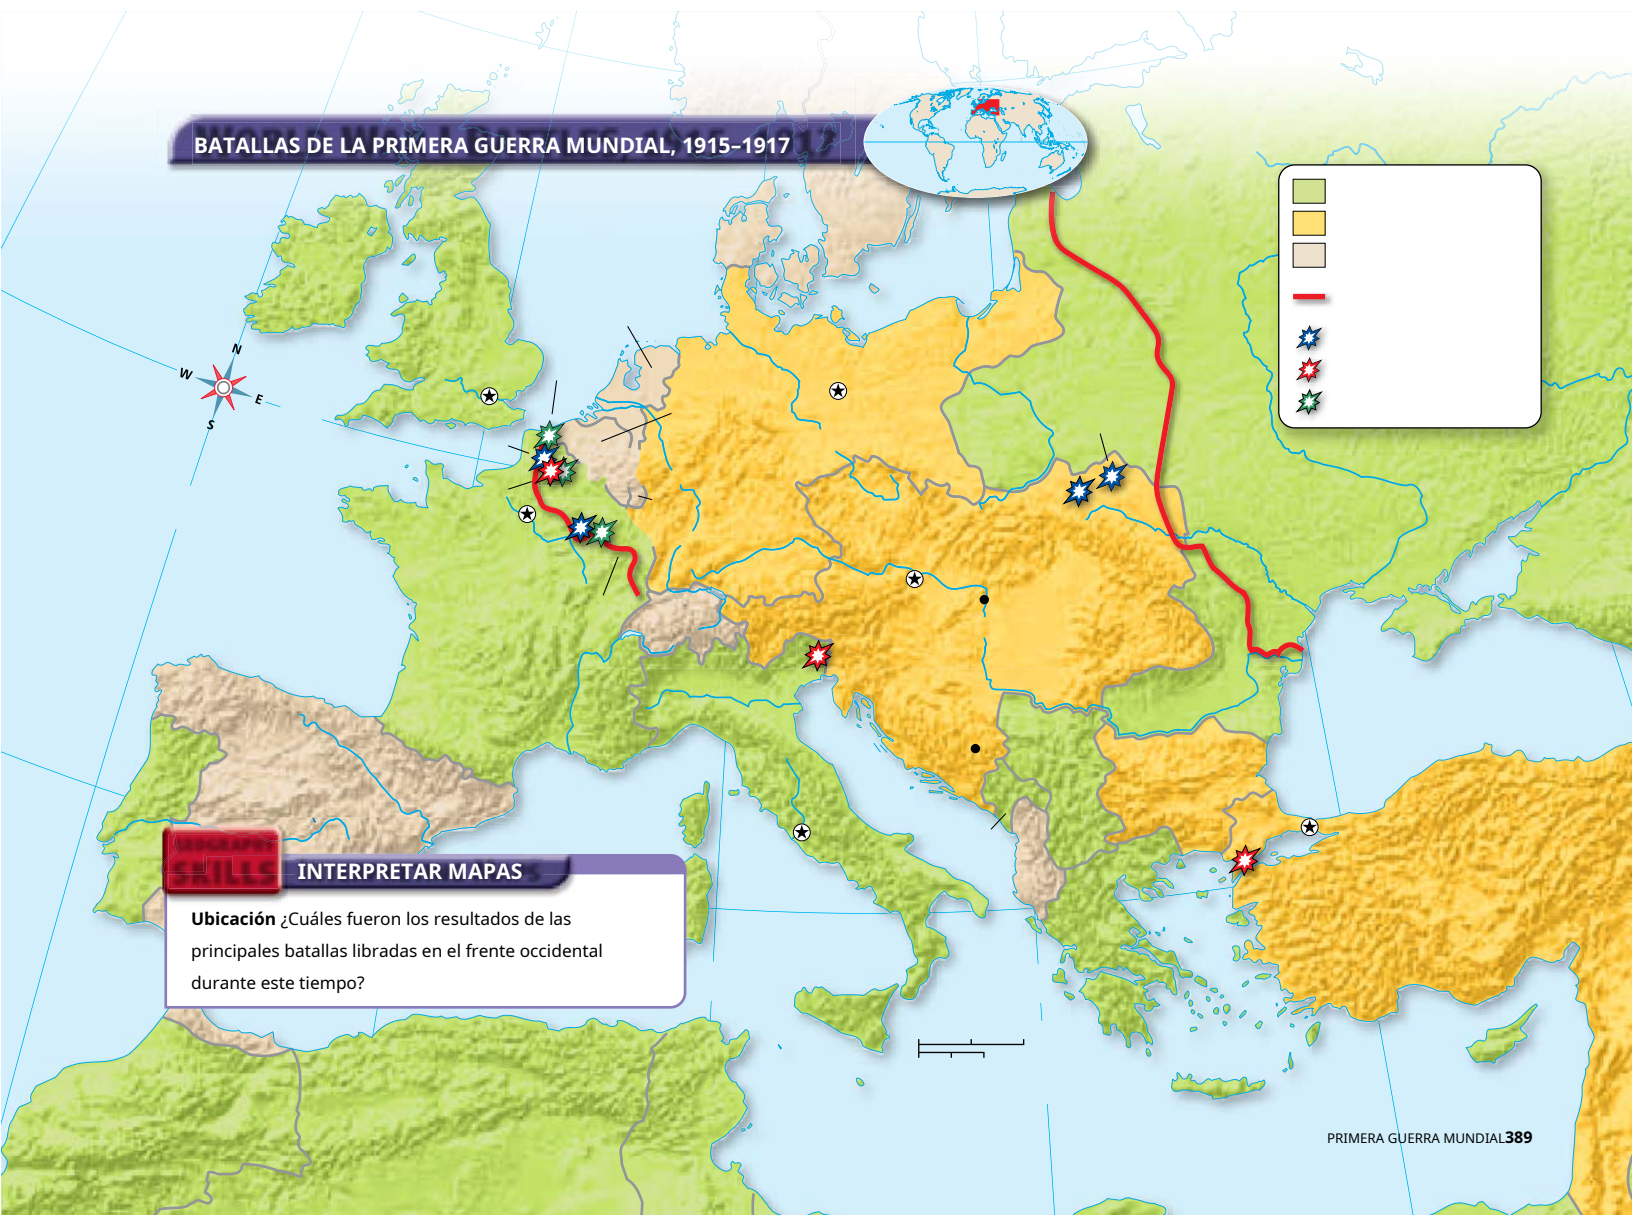 BATALLAS DE LA PRIMERA GUERRA MUNDIAL, 1915–1917
N
W
E
S
INTERPRETAR MAPAS
Ubicación ¿Cuáles fueron los resultados de las
principales batallas libradas en el frente occidental
durante este tiempo?
PRIMERA GUERRA MUNDIAL389